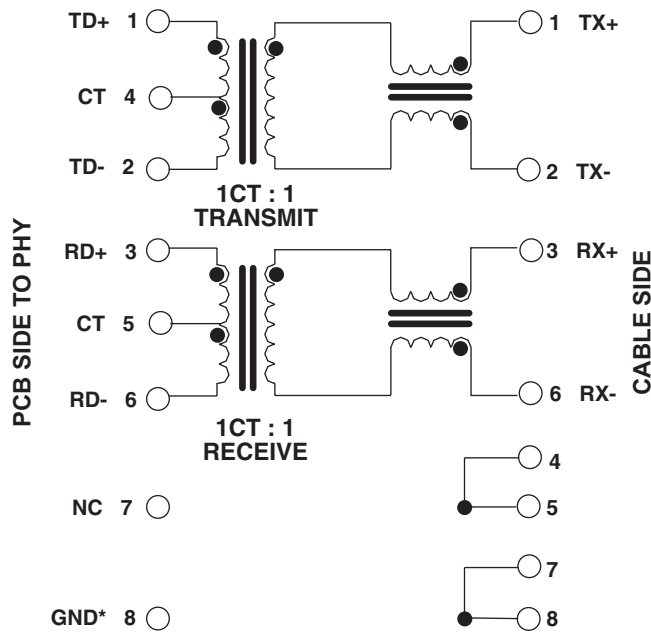 TD+ 1
1 TX+
CT 4
TD- 2
2 TX-
1CT : 1
TRANSMIT
PCB SIDE TO PHY
CABLE SIDE
RD+ 3
3 RX+
CT 5
RD- 6
6 RX-
1CT : 1
RECEIVE
4
NC 7
5
7
GND* 8
8